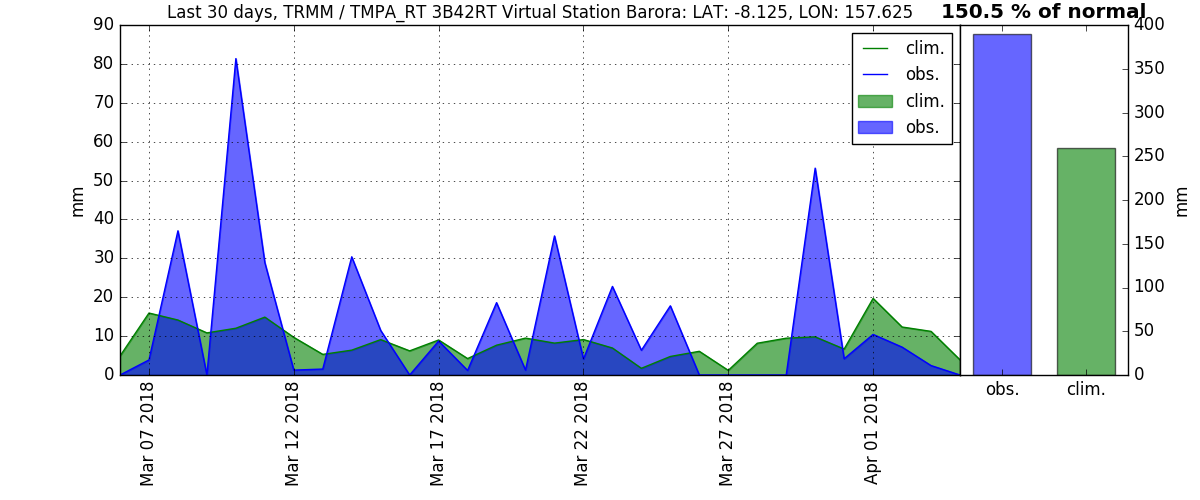 Last 30 days, TRMM / TMPA_RT 3B42RT Virtual Station Barora: LAT: -8.125, LON: 157.625
150.5 % of normal
90
80
70
60
50
40
30
20
10
0
mm
clim.
obs.
clim.
obs.
Mar 07 2018
Mar 12 2018
Mar 17 2018
Mar 22 2018
Mar 27 2018
Apr 01 2018
400
350
300
250
200
150
100
50
0
mm
obs.
clim.